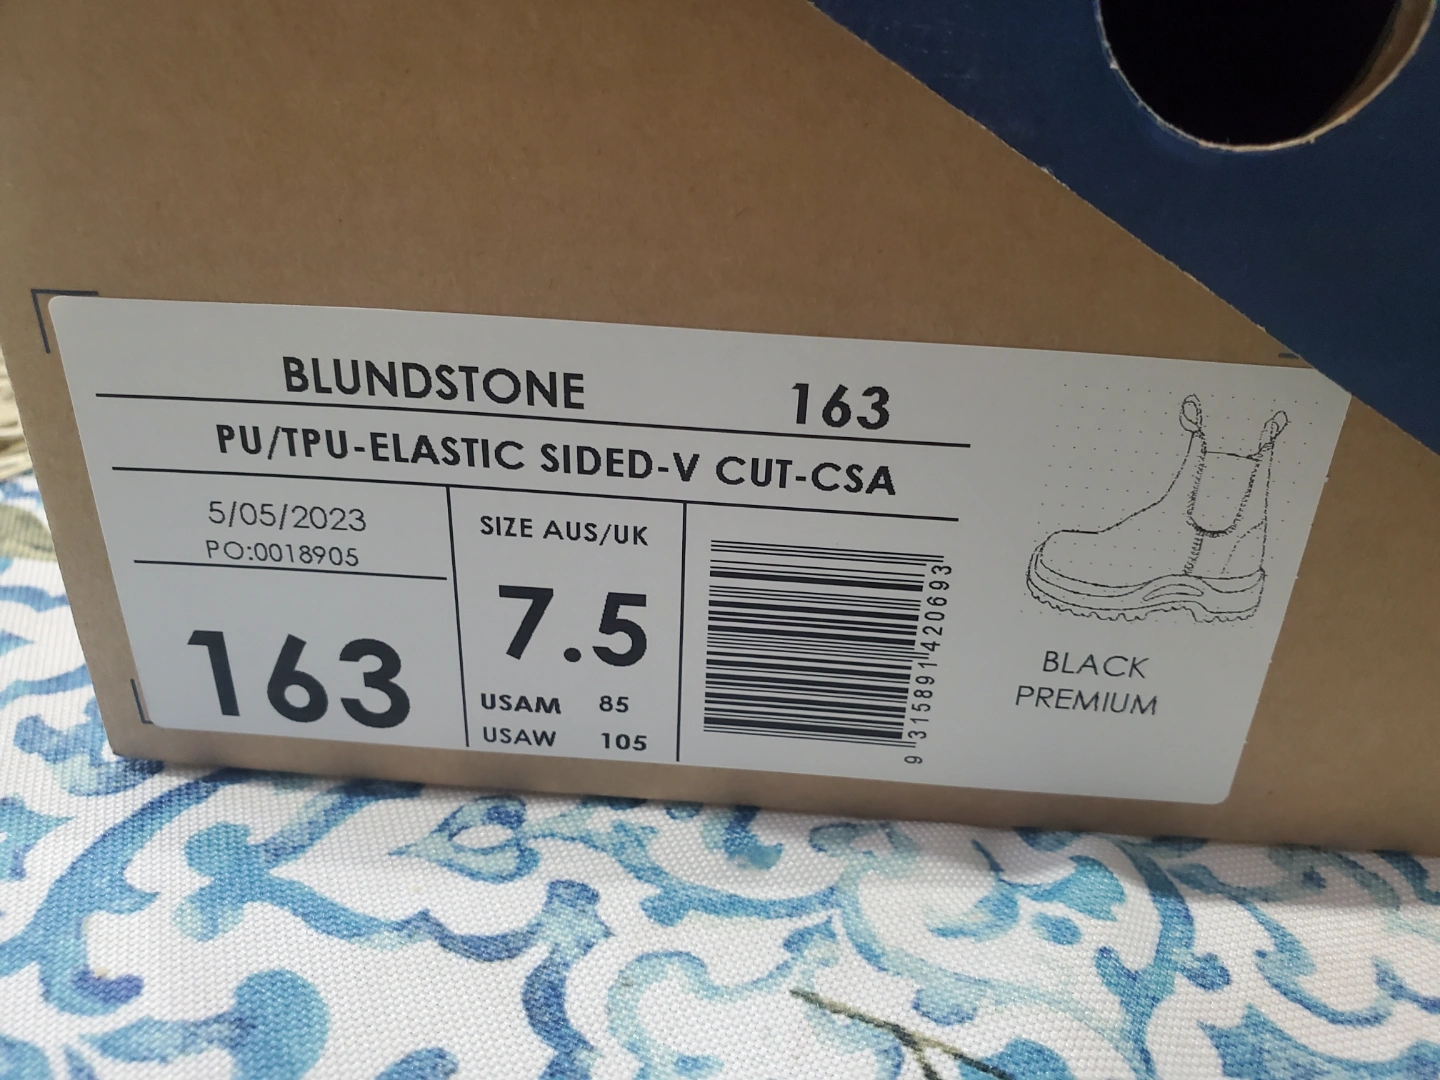 BLUNDSTONE 163
PU/TPU-ELASTIC SIDED-V CUT-CSA
5/05/2023
PO:0018905
163
SIZE AUS/UK
7.5
USAM 85
USAW 105
9 315891 420693
BLACK
PREMIUM